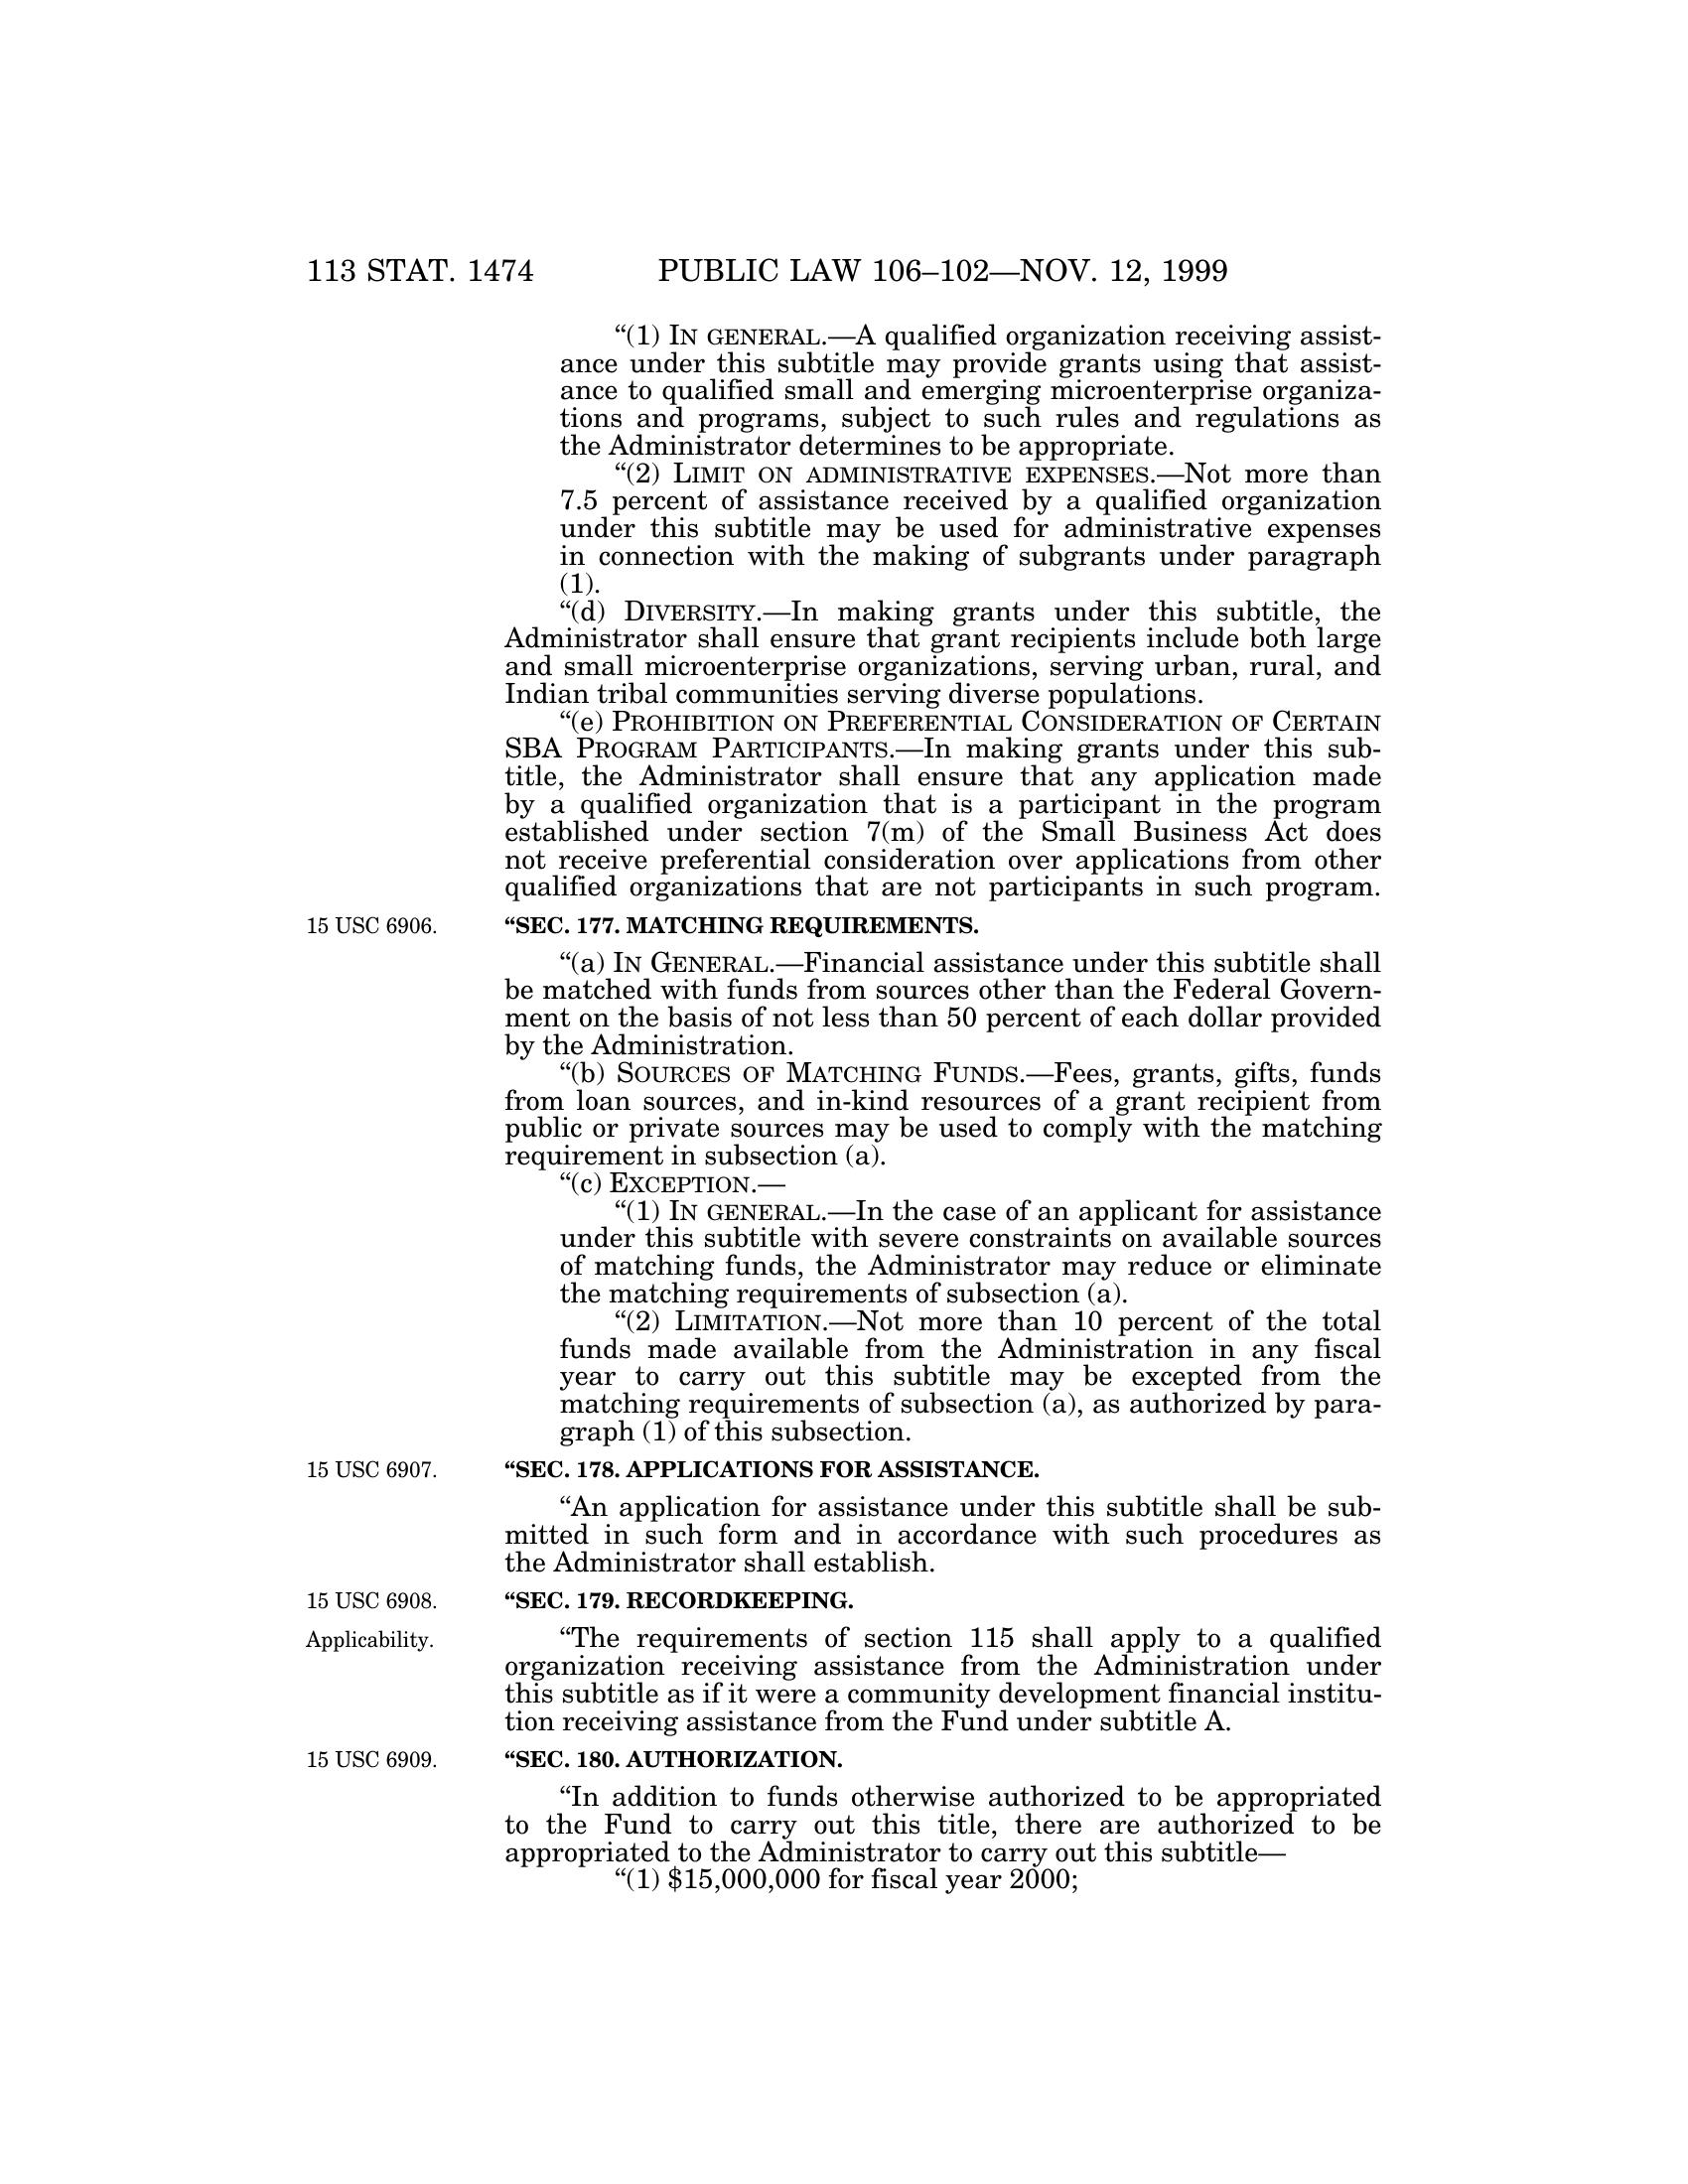 113 STAT. 1474 PUBLIC LAW 106–102—NOV. 12, 1999
“(1) IN GENERAL.—A qualified organization receiving assist-
ance under this subtitle may provide grants using that assist-
ance to qualified small and emerging microenterprise organiza-
tions and programs, subject to such rules and regulations as
the Administrator determines to be appropriate.
“(2) LIMIT ON ADMINISTRATIVE EXPENSES.—Not more than
7.5 percent of assistance received by a qualified organization
under this subtitle may be used for administrative expenses
in connection with the making of subgrants under paragraph
(1).
“(d) DIVERSITY.—In making grants under this subtitle, the
Administrator shall ensure that grant recipients include both large
and small microenterprise organizations, serving urban, rural, and
Indian tribal communities serving diverse populations.
“(e) PROHIBITION ON PREFERENTIAL CONSIDERATION OF CERTAIN
SBA PROGRAM PARTICIPANTS.—In making grants under this sub-
title, the Administrator shall ensure that any application made
by a qualified organization that is a participant in the program
established under section 7(m) of the Small Business Act does
not receive preferential consideration over applications from other
qualified organizations that are not participants in such program.
15 USC 6906. “SEC. 177. MATCHING REQUIREMENTS.
“(a) IN GENERAL.—Financial assistance under this subtitle shall
be matched with funds from sources other than the Federal Govern-
ment on the basis of not less than 50 percent of each dollar provided
by the Administration.
“(b) SOURCES OF MATCHING FUNDS.—Fees, grants, gifts, funds
from loan sources, and in-kind resources of a grant recipient from
public or private sources may be used to comply with the matching
requirement in subsection (a).
“(c) EXCEPTION.—
“(1) IN GENERAL.—In the case of an applicant for assistance
under this subtitle with severe constraints on available sources
of matching funds, the Administrator may reduce or eliminate
the matching requirements of subsection (a).
“(2) LIMITATION.—Not more than 10 percent of the total
funds made available from the Administration in any fiscal
year to carry out this subtitle may be excepted from the
matching requirements of subsection (a), as authorized by para-
graph (1) of this subsection.
15 USC 6907. “SEC. 178. APPLICATIONS FOR ASSISTANCE.
“An application for assistance under this subtitle shall be sub-
mitted in such form and in accordance with such procedures as
the Administrator shall establish.
15 USC 6908. “SEC. 179. RECORDKEEPING.
Applicability. “The requirements of section 115 shall apply to a qualified
organization receiving assistance from the Administration under
this subtitle as if it were a community development financial institu-
tion receiving assistance from the Fund under subtitle A.
15 USC 6909. “SEC. 180. AUTHORIZATION.
“In addition to funds otherwise authorized to be appropriated
to the Fund to carry out this title, there are authorized to be
appropriated to the Administrator to carry out this subtitle—
“(1) $15,000,000 for fiscal year 2000;